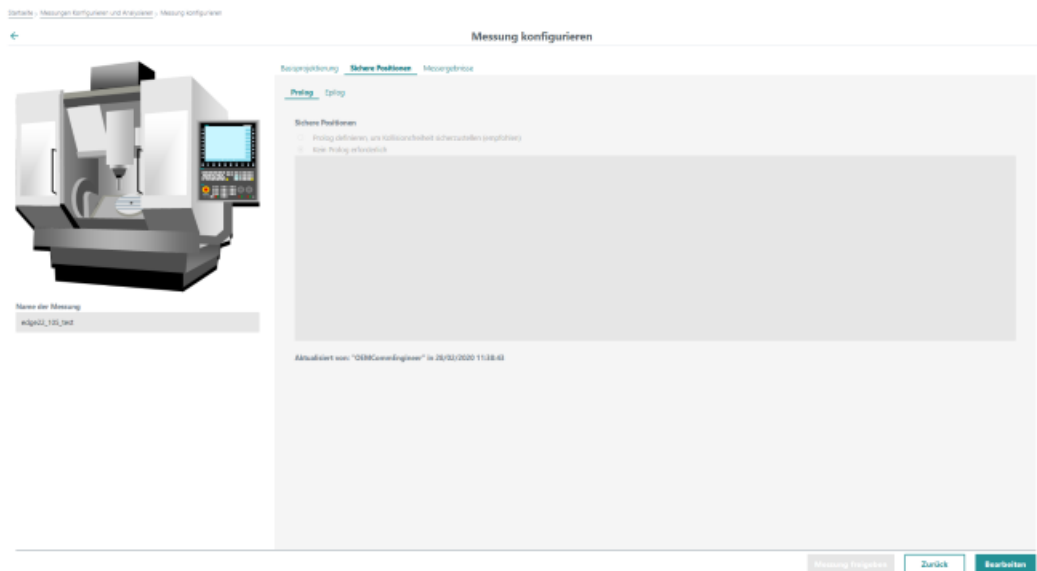 Startseite > Messungen Konfigurieren und Analysieren > Messung konfigurieren
←
Messung konfigurieren
Basisprojektierung Sichere Positionen Messergebnisse
Prolog Epilog
Sichere Positionen
Prolog definieren, um Kollisionsfreiheit sicherzustellen (empfohlen)
Kein Prolog erforderlich
Name der Messung
edge22_105_test
Aktualisiert von: "OEMCommEngineer" in 20/02/2020 11:38:43
Messung freigeben Zurück Bearbeiten